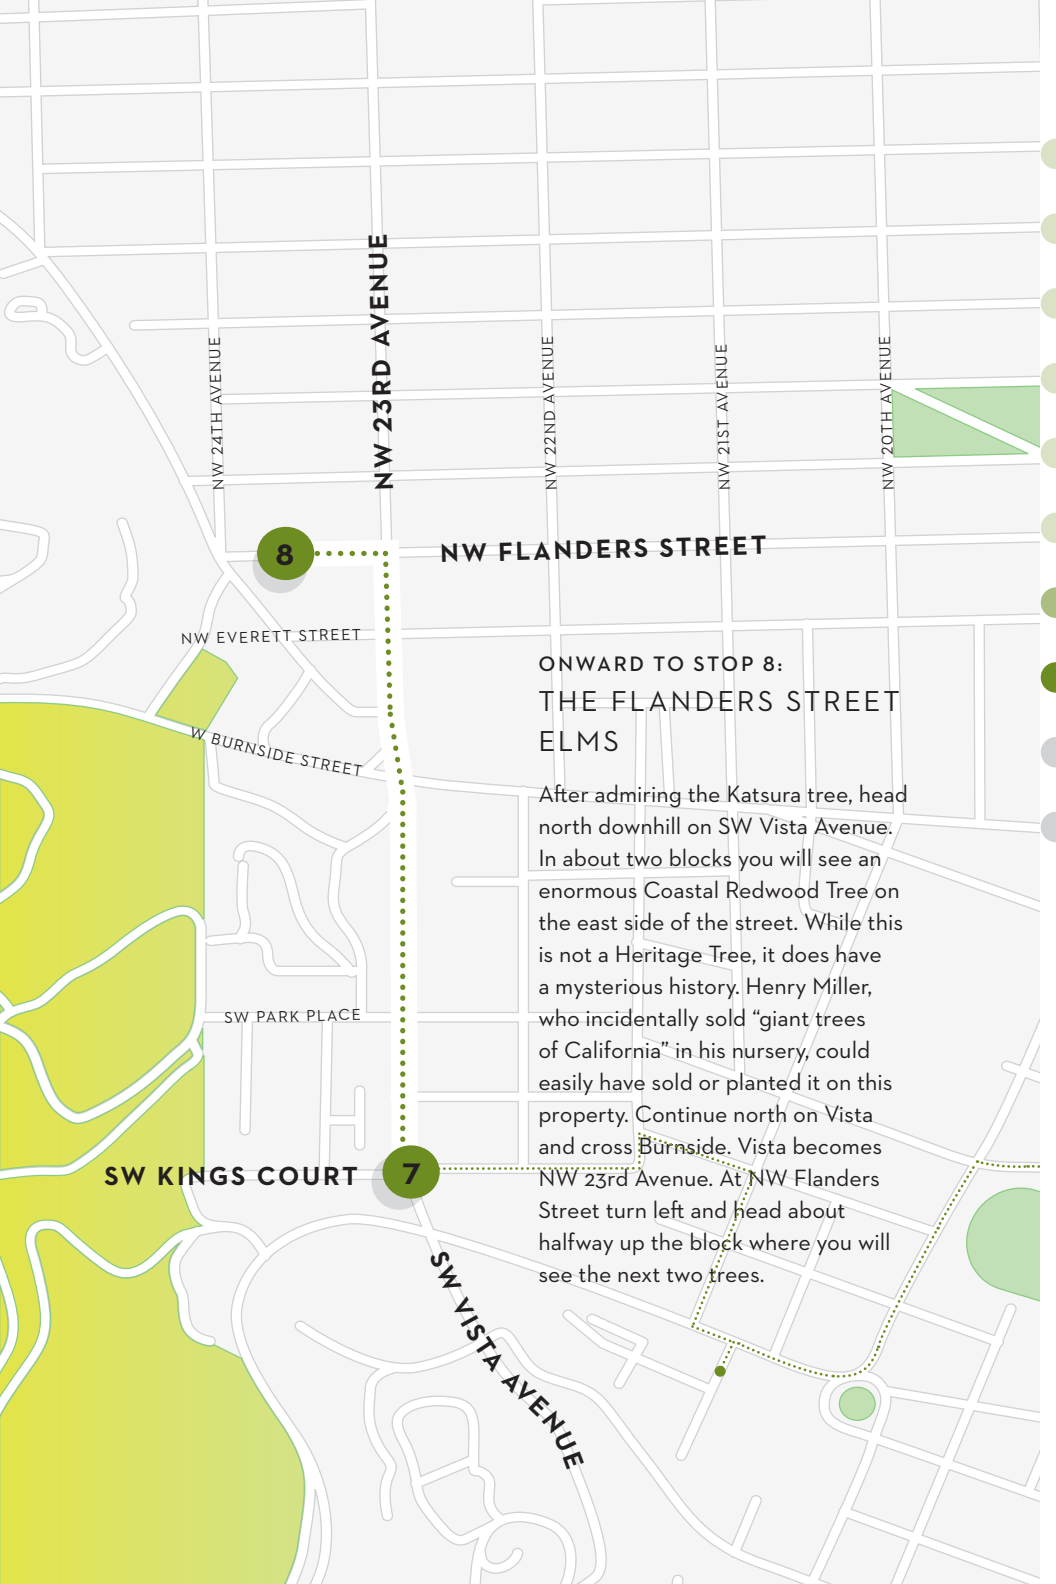 NW 23RD AVENUE
NW 24TH AVENUE
NW 22ND AVENUE
NW 21ST AVENUE
NW 20TH AVENUE
8
NW FLANDERS STREET
NW EVERETT STREET
W BURNSIDE STREET
ONWARD TO STOP 8:
THE FLANDERS STREET
ELMS
After admiring the Katsura tree, head
north downhill on SW Vista Avenue.
In about two blocks you will see an
enormous Coastal Redwood Tree on
the east side of the street. While this
is not a Heritage Tree, it does have
a mysterious history. Henry Miller,
who incidentally sold “giant trees
of California” in his nursery, could
easily have sold or planted it on this
property. Continue north on Vista
and cross Burnside. Vista becomes
NW 23rd Avenue. At NW Flanders
Street turn left and head about
halfway up the block where you will
see the next two trees.
SW PARK PLACE
SW KINGS COURT
7
SW VISTA AVENUE